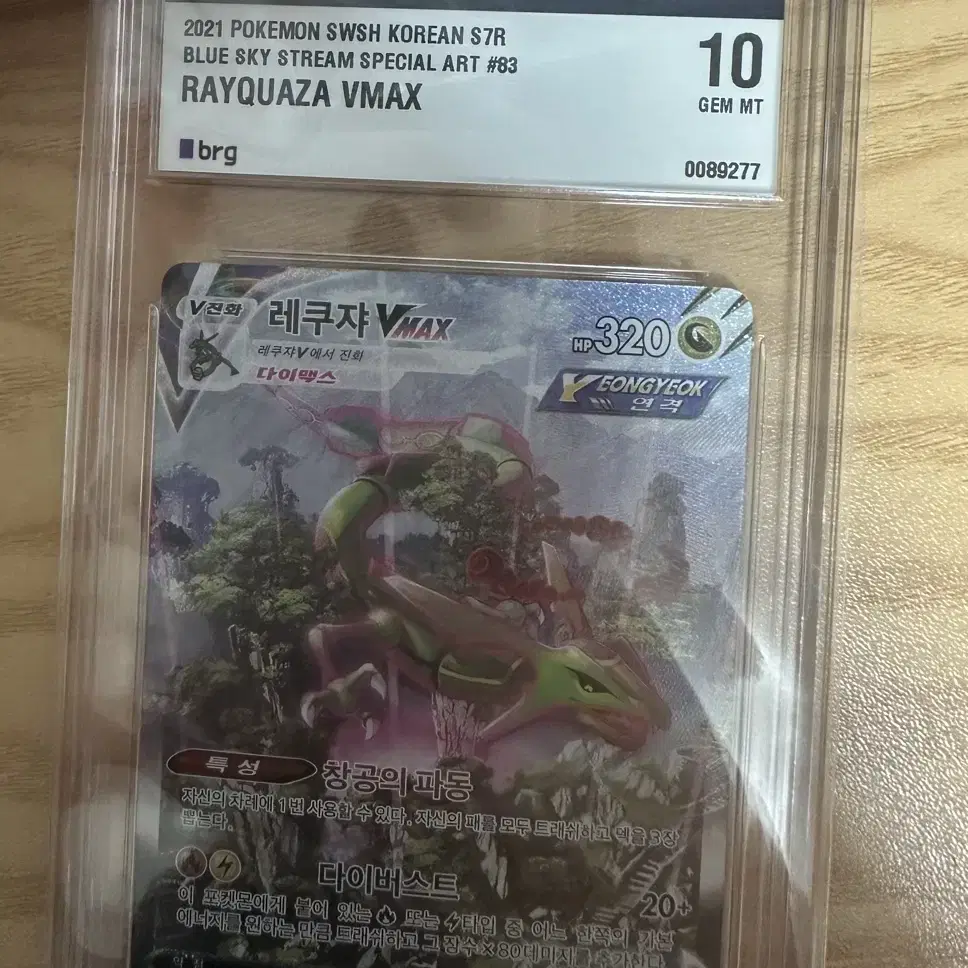 2021 POKEMON SWSH KOREAN S7R
BLUE SKY STREAM SPECIAL ART #83
RAYQUAZA VMAX
10
GEM MT
brg
0089277
V진화
레쿠쟈 VMAX
HP 320
레쿠쟈V에서 진화
다이맥스
YEONGYEOK
연격
특성
창공의 파동
자신의 차례에 1번 사용할 수 있다. 자신의 패를 모두 트래쉬하고 덱을 3장
뽑는다.
다이버스트
20+
이 포켓몬에게 붙어 있는 또는 타입 중 어느 한쪽의 기본
에너지를 원하는 만큼 트래쉬하고 그 장수×80데미지를 추가한다.